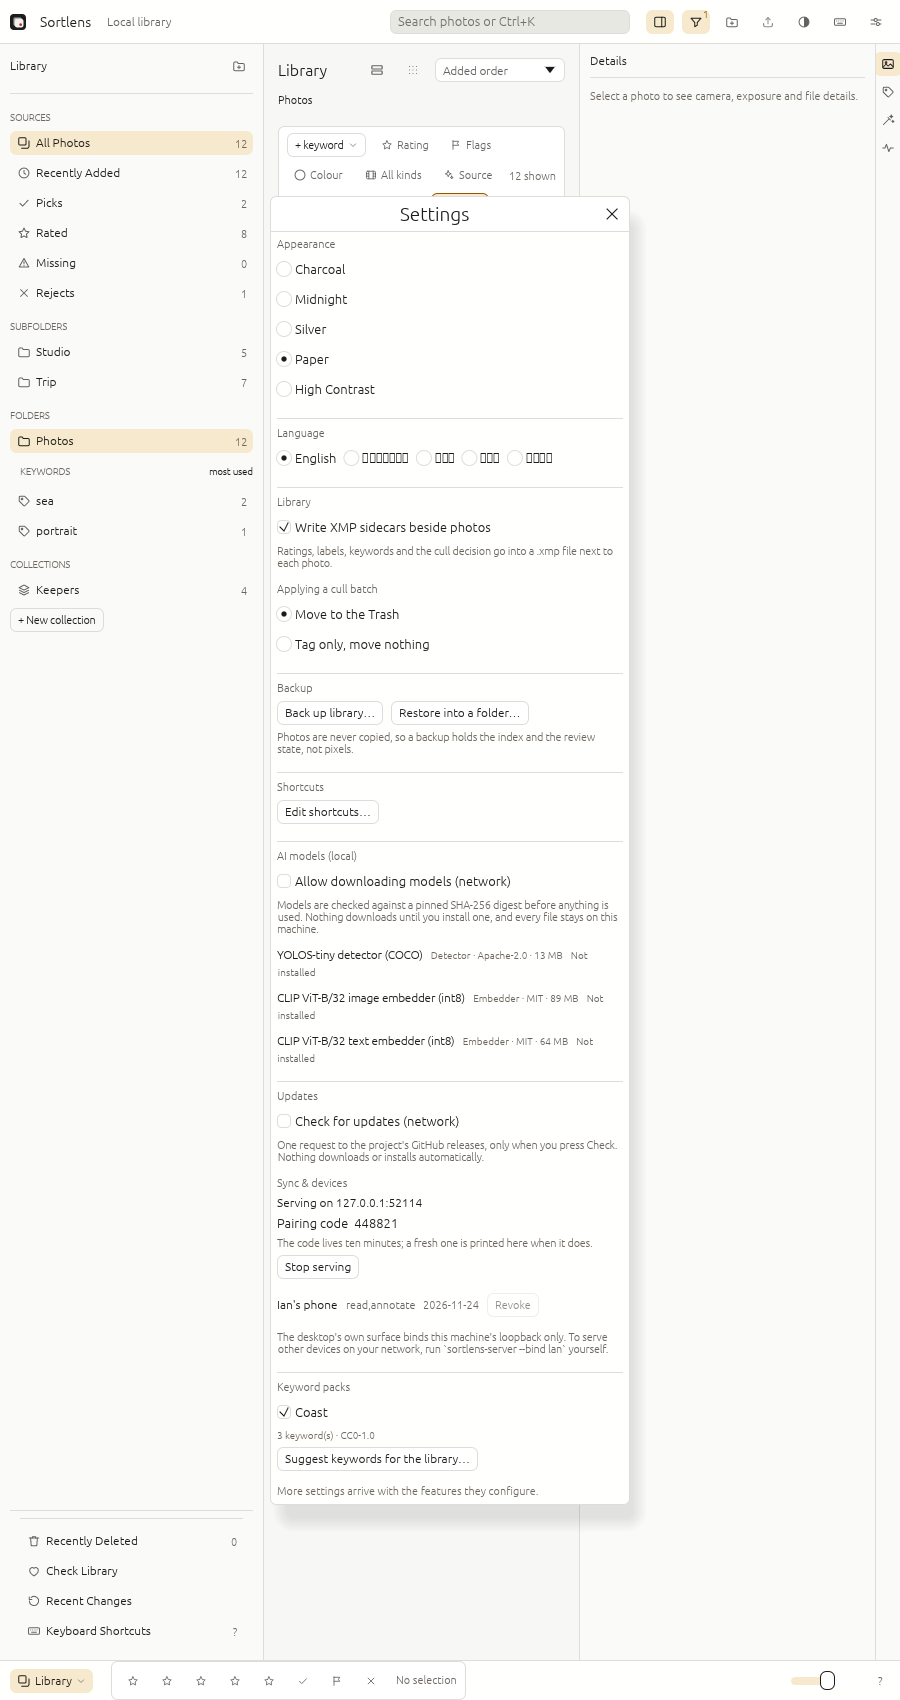 Sortlens
Local library
Search photos or Ctrl+K
1
Library
SOURCES
All Photos 12
Recently Added 12
Picks 2
Rated 8
Missing 0
Rejects 1
SUBFOLDERS
Studio 5
Trip 7
FOLDERS
Photos 12
KEYWORDS most used
sea 2
portrait 1
COLLECTIONS
Keepers 4
+ New collection
Recently Deleted 0
Check Library
Recent Changes
Keyboard Shortcuts ?
Library
Added order
Photos
+ keyword
Rating
Flags
Colour
All kinds
Source
12 shown
Details
Select a photo to see camera, exposure and file details.
Settings
Appearance
Charcoal
Midnight
Silver
Paper
High Contrast
Language
English
Library
Write XMP sidecars beside photos
Ratings, labels, keywords and the cull decision go into a .xmp file next to
each photo.
Applying a cull batch
Move to the Trash
Tag only, move nothing
Backup
Back up library…
Restore into a folder…
Photos are never copied, so a backup holds the index and the review
state, not pixels.
Shortcuts
Edit shortcuts…
AI models (local)
Allow downloading models (network)
Models are checked against a pinned SHA-256 digest before anything is
used. Nothing downloads until you install one, and every file stays on this
machine.
YOLOS-tiny detector (COCO) Detector · Apache-2.0 · 13 MB Not
installed
CLIP ViT-B/32 image embedder (int8) Embedder · MIT · 89 MB Not
installed
CLIP ViT-B/32 text embedder (int8) Embedder · MIT · 64 MB Not
installed
Updates
Check for updates (network)
One request to the project's GitHub releases, only when you press Check.
Nothing downloads or installs automatically.
Sync & devices
Serving on 127.0.0.1:52114
Pairing code 448821
The code lives ten minutes; a fresh one is printed here when it does.
Stop serving
Ian's phone read,annotate 2026-11-24 Revoke
The desktop's own surface binds this machine's loopback only. To serve
other devices on your network, run `sortlens-server --bind lan` yourself.
Keyword packs
Coast
3 keyword(s) · CC0-1.0
Suggest keywords for the library…
More settings arrive with the features they configure.
Library
No selection
?